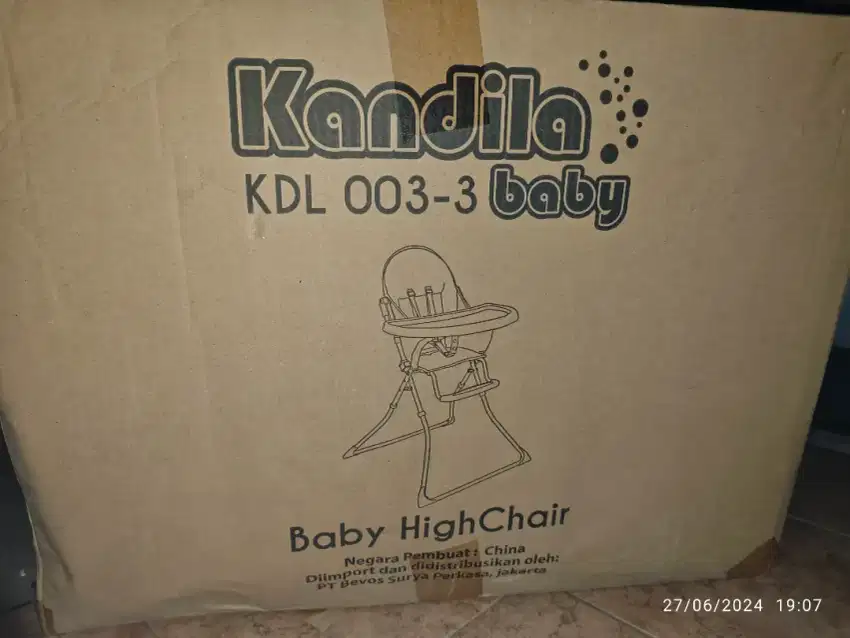 Kandila
KDL 003-3 baby
Baby HighChair
Negara Pembuat : China
Diimport dan didistribusikan oleh:
PT Bevos Surya Perkasa, Jakarta
27/06/2024 19:07